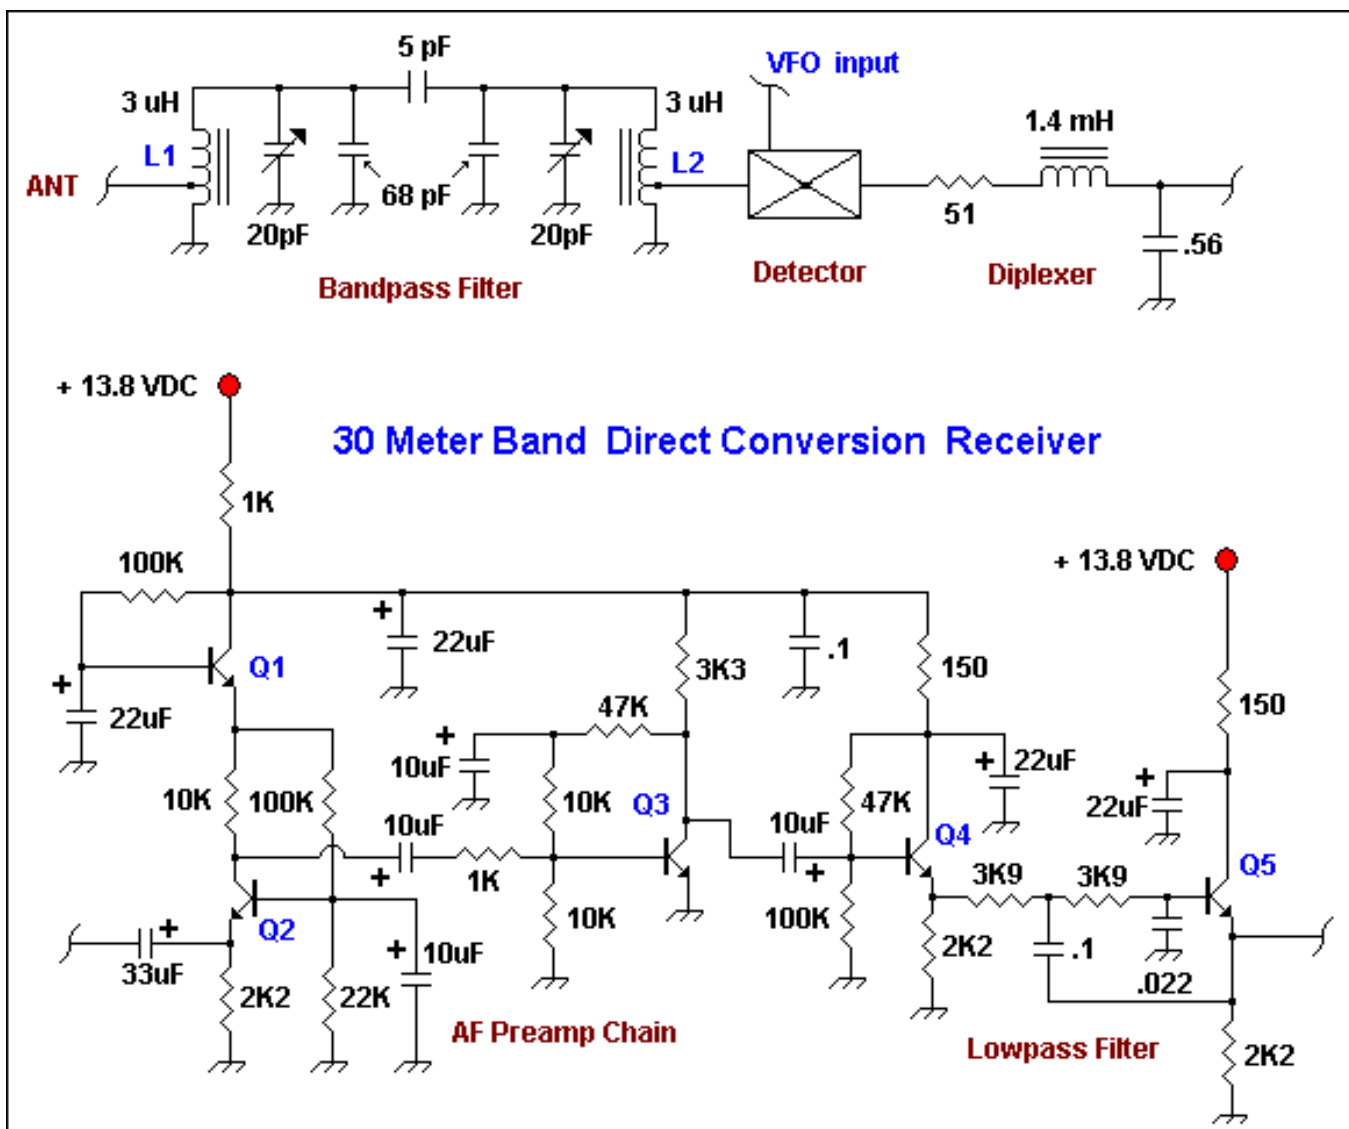 5 pF
VFO input
3 uH
3 uH
1.4 mH
L1
L2
ANT
68 pF
51
20pF
20pF
.56
Bandpass Filter
Detector
Diplexer
+ 13.8 VDC
30 Meter Band Direct Conversion Receiver
1K
100K
+ 13.8 VDC
+
22uF
.1
3K3
150
Q1
+
22uF
47K
150
+
10uF
+
22uF
10K
100K
10K
Q3
47K
+
22uF
10uF
10uF
Q4
+
1K
+
3K9
3K9
Q5
10K
100K
Q2
+
33uF
+
10uF
2K2
.1
.022
2K2
22K
AF Preamp Chain
Lowpass Filter
2K2